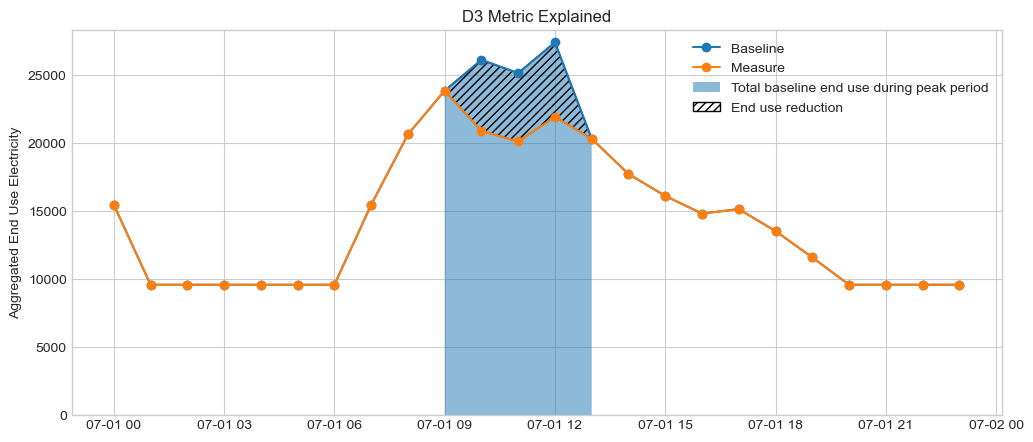 D3 Metric Explained
Baseline
Measure
Total baseline end use during peak period
End use reduction
Aggregated End Use Electricity
25000
20000
15000
10000
5000
0
07-01 00 07-01 03 07-01 06 07-01 09 07-01 12 07-01 15 07-01 18 07-01 21 07-02 00